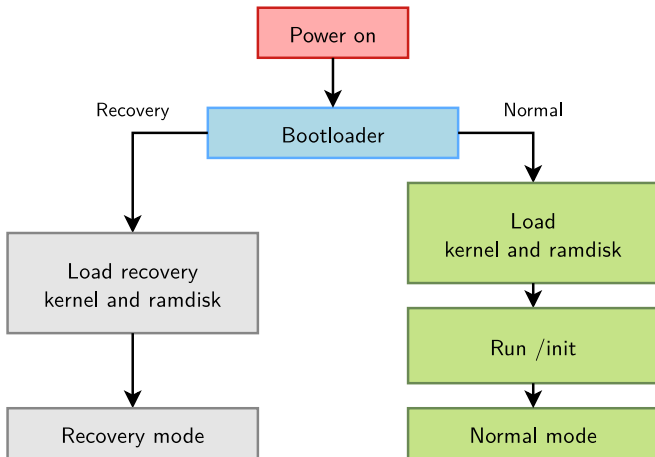 Power on
Recovery
Normal
Bootloader
Load
kernel and ramdisk
Load recovery
kernel and ramdisk
Run /init
Recovery mode
Normal mode